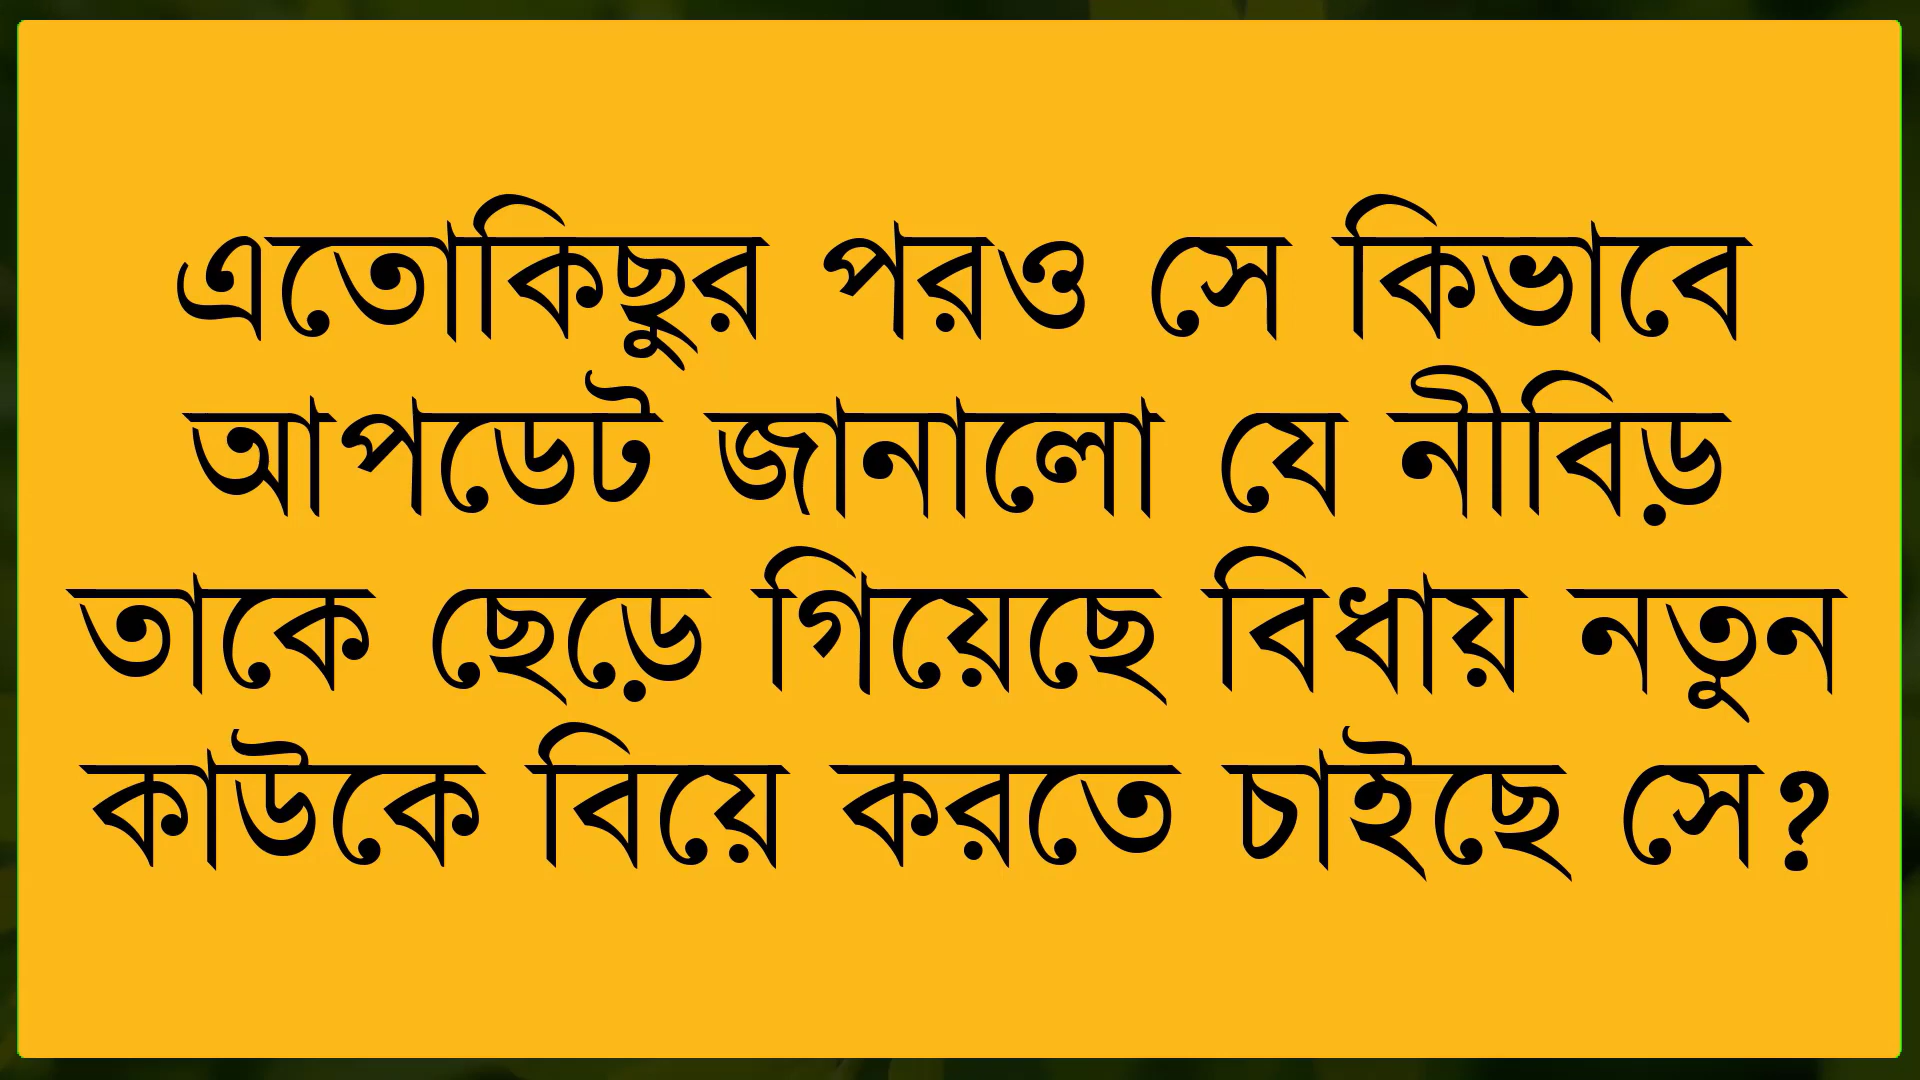 এতোকিছুর পরও সে কিভাবে
আপডেট জানালো যে নীবিড়
তাকে ছেড়ে গিয়েছে বিধায় নতুন
কাউকে বিয়ে করতে চাইছে সে?